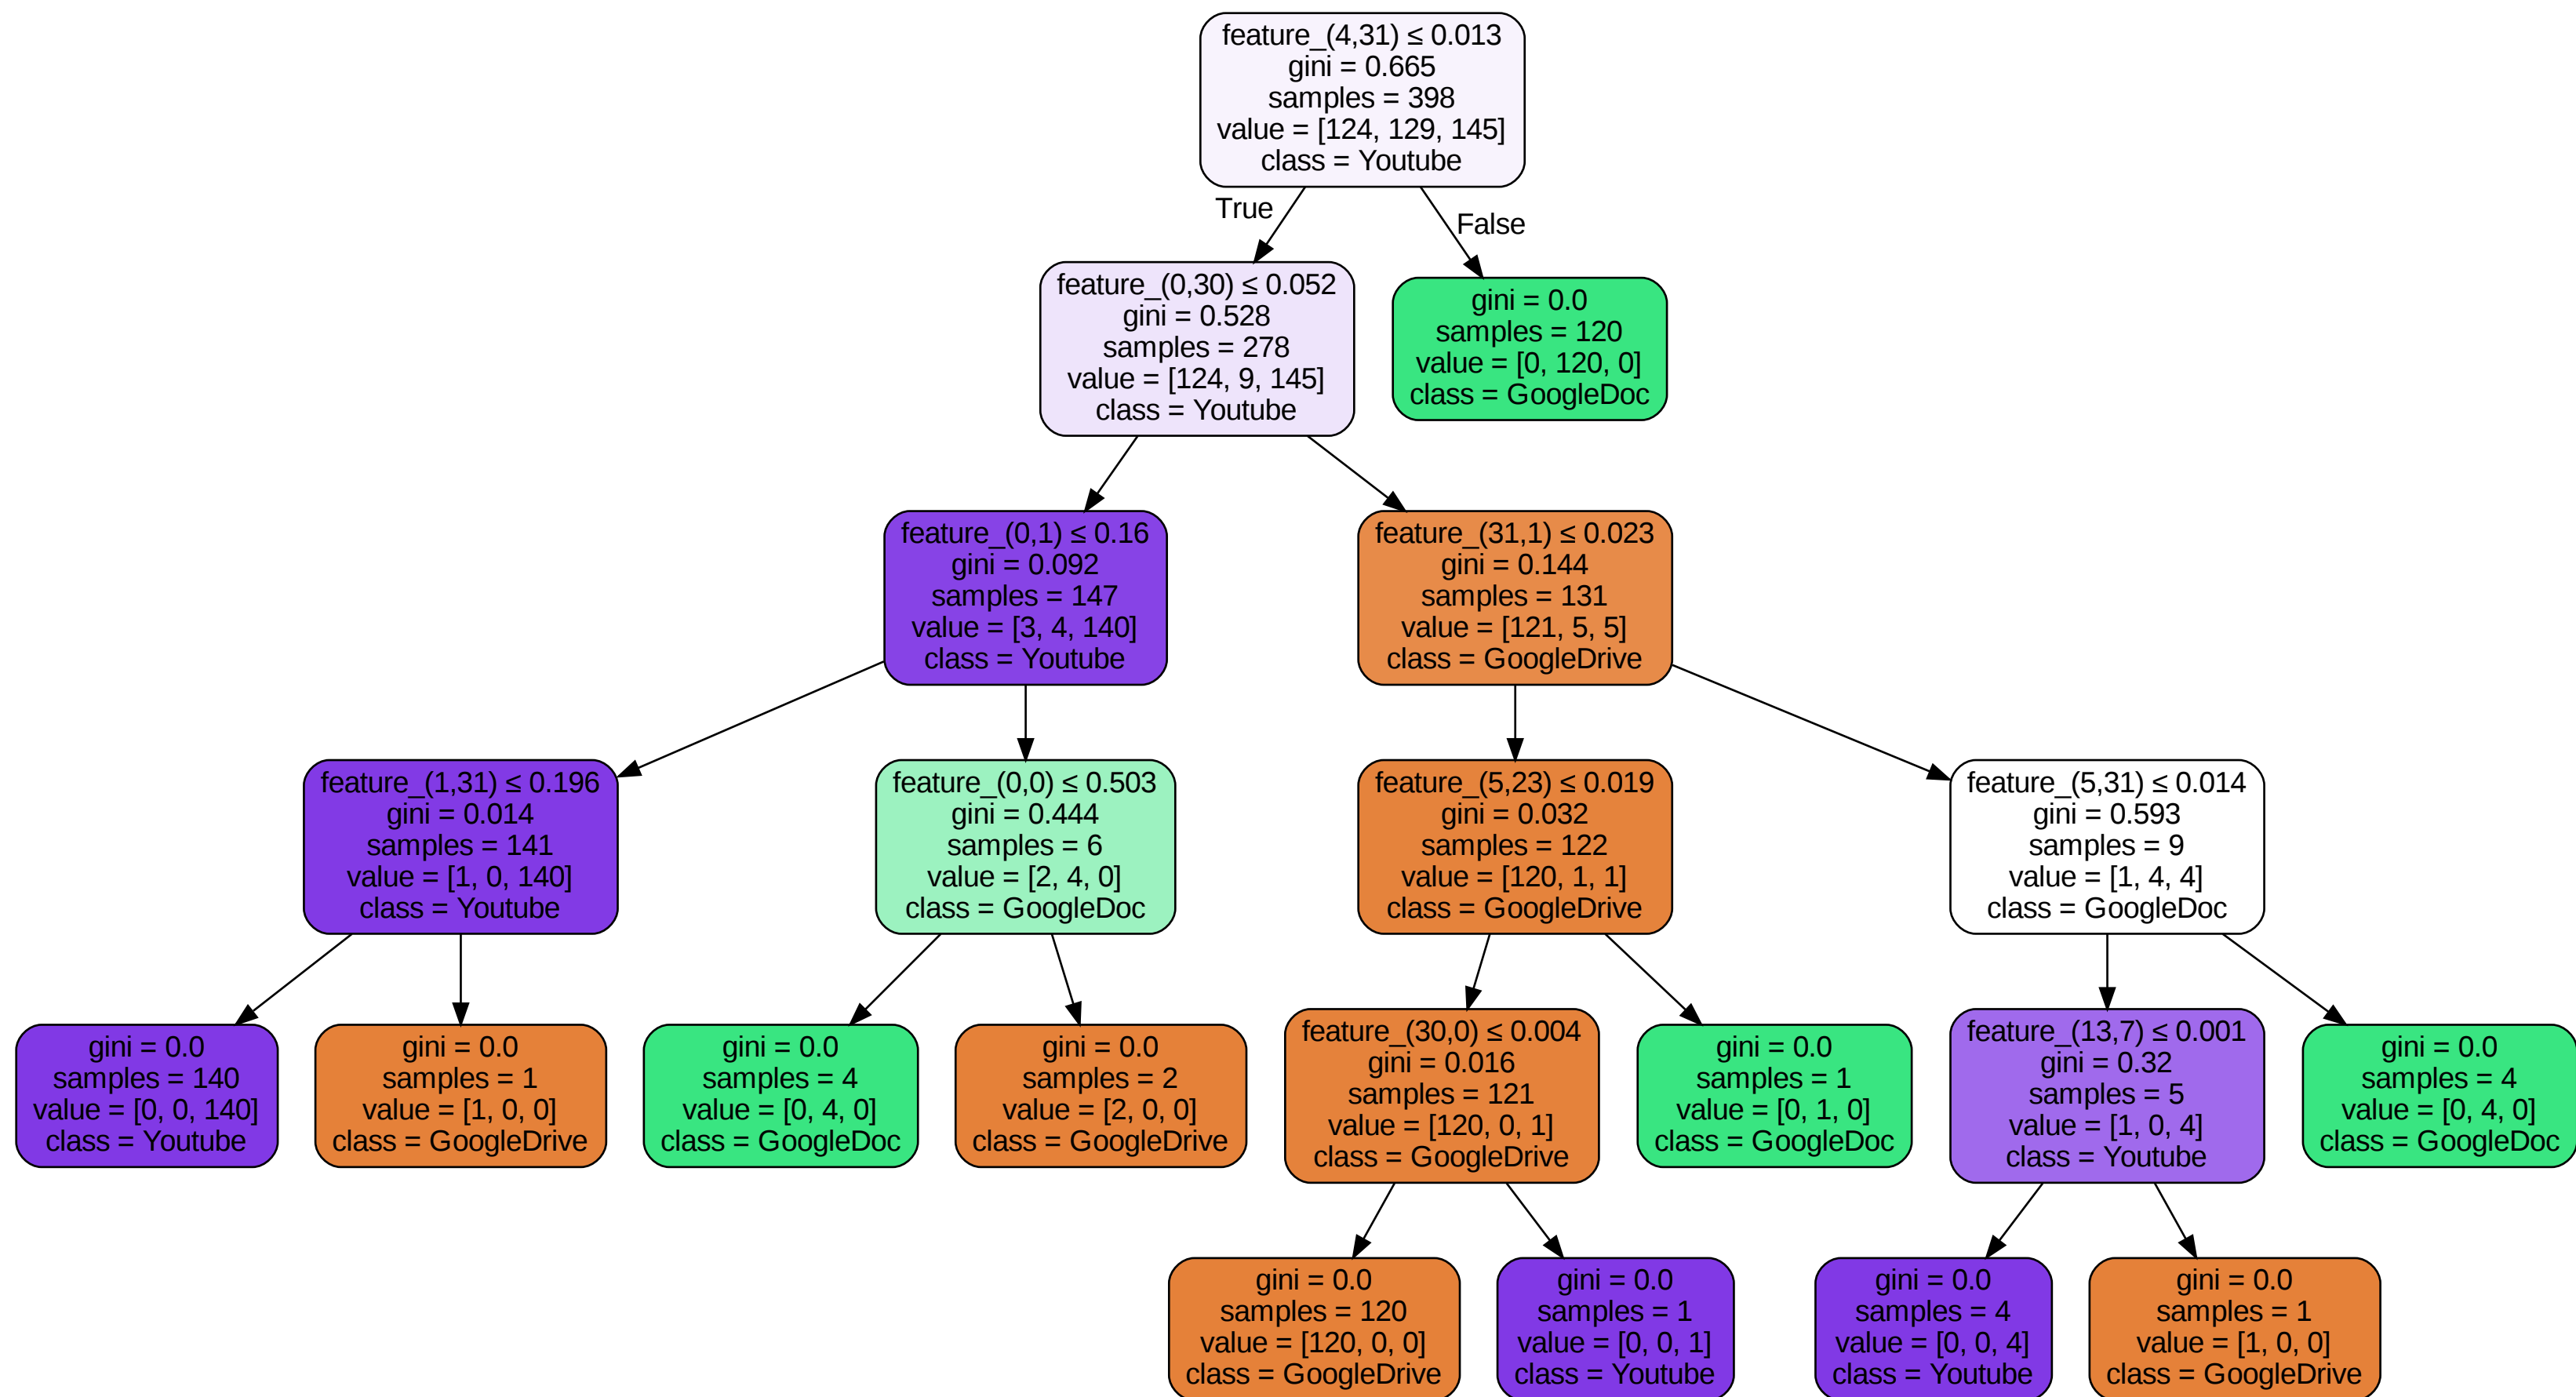 feature_(4,31) ≤ 0.013
gini = 0.665
samples = 398
value = [124, 129, 145]
class = Youtube
True
False
feature_(0,30) ≤ 0.052
gini = 0.528
samples = 278
value = [124, 9, 145]
class = Youtube
gini = 0.0
samples = 120
value = [0, 120, 0]
class = GoogleDoc
feature_(0,1) ≤ 0.16
gini = 0.092
samples = 147
value = [3, 4, 140]
class = Youtube
feature_(31,1) ≤ 0.023
gini = 0.144
samples = 131
value = [121, 5, 5]
class = GoogleDrive
feature_(1,31) ≤ 0.196
gini = 0.014
samples = 141
value = [1, 0, 140]
class = Youtube
feature_(0,0) ≤ 0.503
gini = 0.444
samples = 6
value = [2, 4, 0]
class = GoogleDoc
feature_(5,23) ≤ 0.019
gini = 0.032
samples = 122
value = [120, 1, 1]
class = GoogleDrive
feature_(5,31) ≤ 0.014
gini = 0.593
samples = 9
value = [1, 4, 4]
class = GoogleDoc
gini = 0.0
samples = 140
value = [0, 0, 140]
class = Youtube
gini = 0.0
samples = 1
value = [1, 0, 0]
class = GoogleDrive
gini = 0.0
samples = 4
value = [0, 4, 0]
class = GoogleDoc
gini = 0.0
samples = 2
value = [2, 0, 0]
class = GoogleDrive
feature_(30,0) ≤ 0.004
gini = 0.016
samples = 121
value = [120, 0, 1]
class = GoogleDrive
gini = 0.0
samples = 1
value = [0, 1, 0]
class = GoogleDoc
feature_(13,7) ≤ 0.001
gini = 0.32
samples = 5
value = [1, 0, 4]
class = Youtube
gini = 0.0
samples = 4
value = [0, 4, 0]
class = GoogleDoc
gini = 0.0
samples = 120
value = [120, 0, 0]
class = GoogleDrive
gini = 0.0
samples = 1
value = [0, 0, 1]
class = Youtube
gini = 0.0
samples = 4
value = [0, 0, 4]
class = Youtube
gini = 0.0
samples = 1
value = [1, 0, 0]
class = GoogleDrive